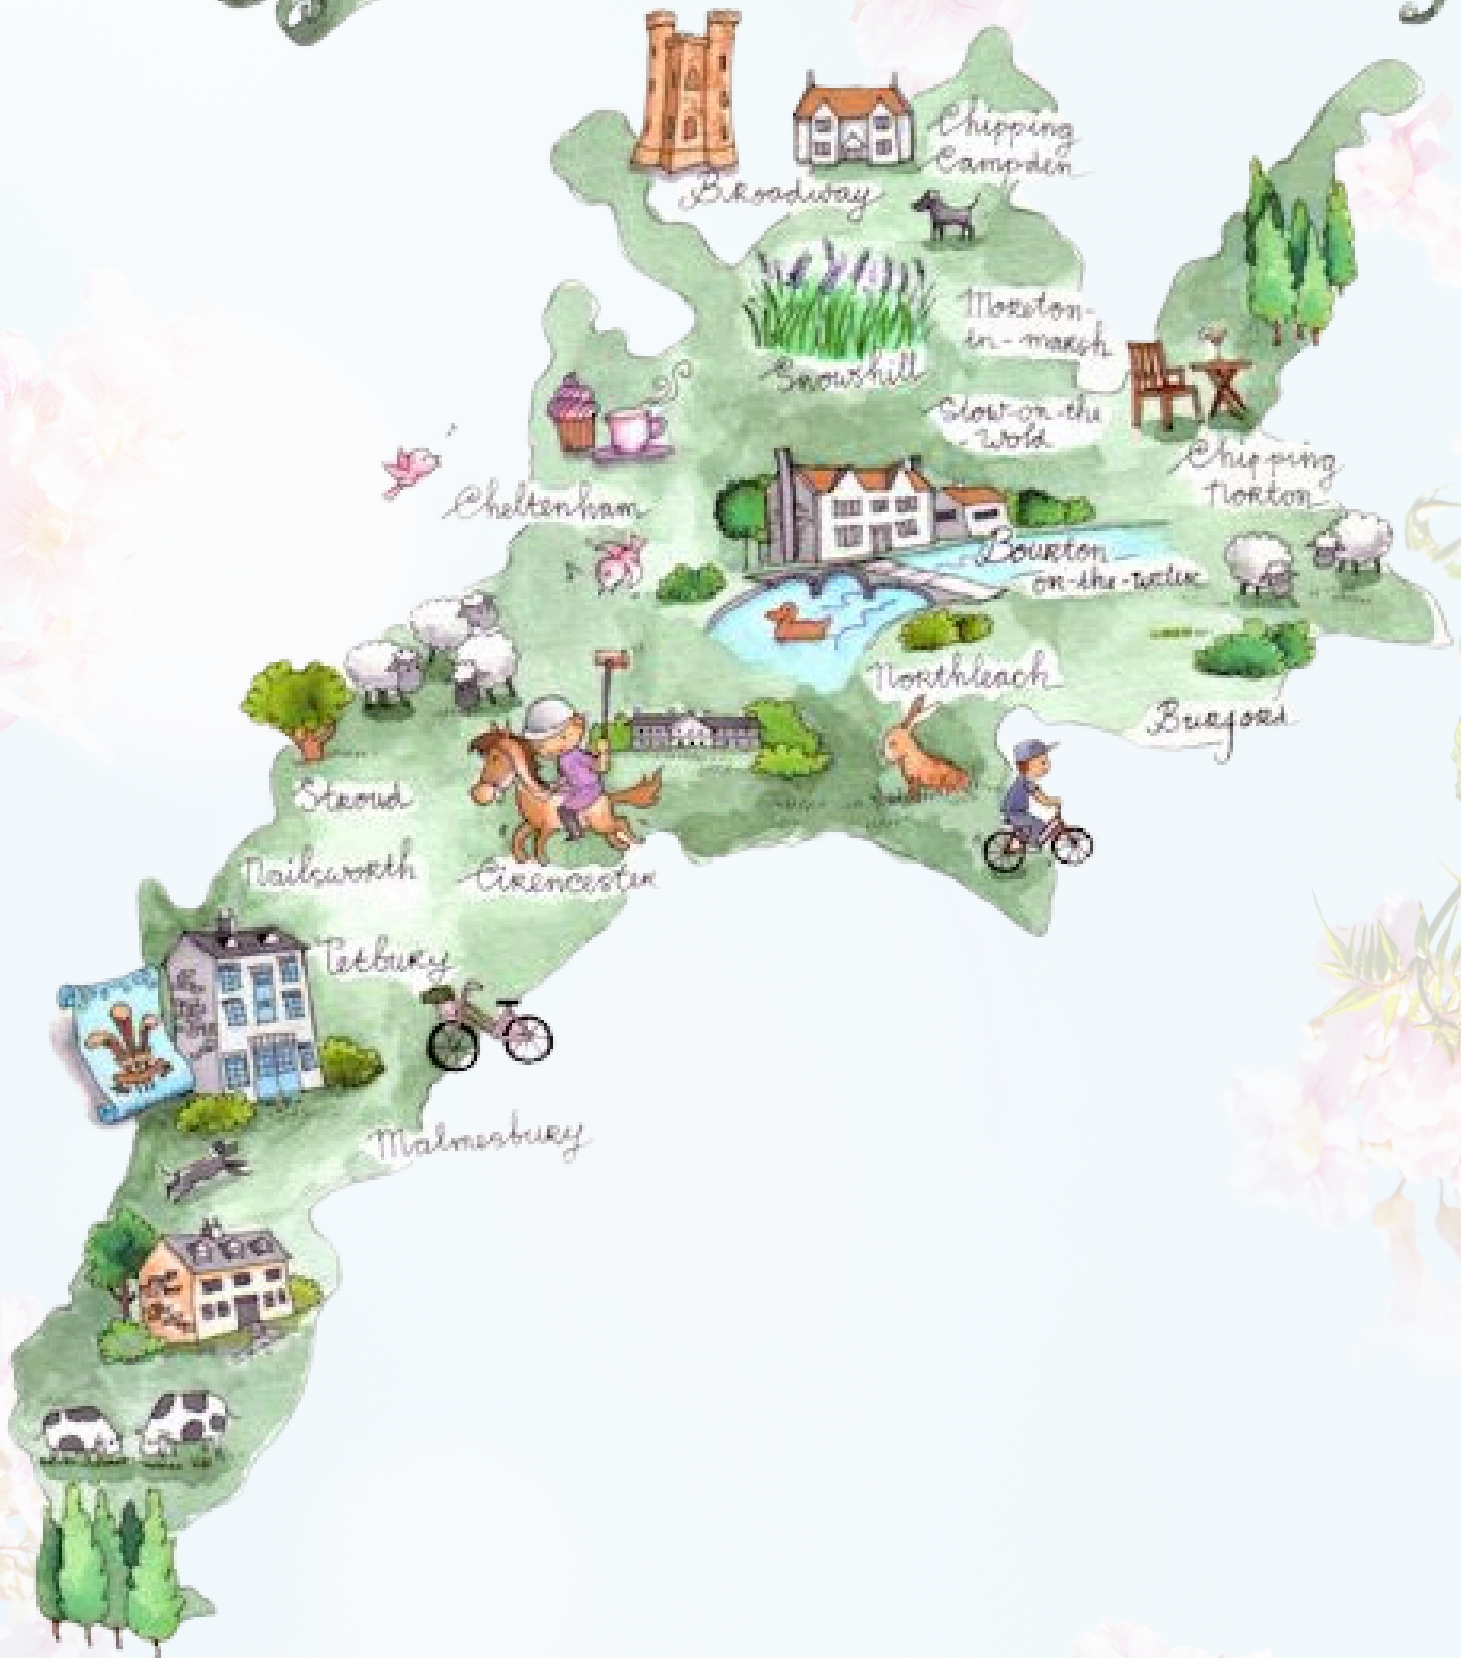 Chipping
Campden
Broadway
Moreton-
in-marsh
Snowshill
Stow-on-the
Wold
Chipping
Norton
Cheltenham
Bourton
on-the-water
Northleach
Burford
Stroud
Nailsworth
Cirencester
Tetbury
Malmesbury